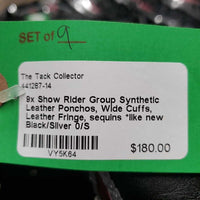 SET of 9
The Tack Collector
441287-14
9x Show Rider Group Synthetic
Leather Ponchos, Wide Cuffs,
Leather Fringe, sequins *like new
Black/Silver O/S
$180.00
VY5K64